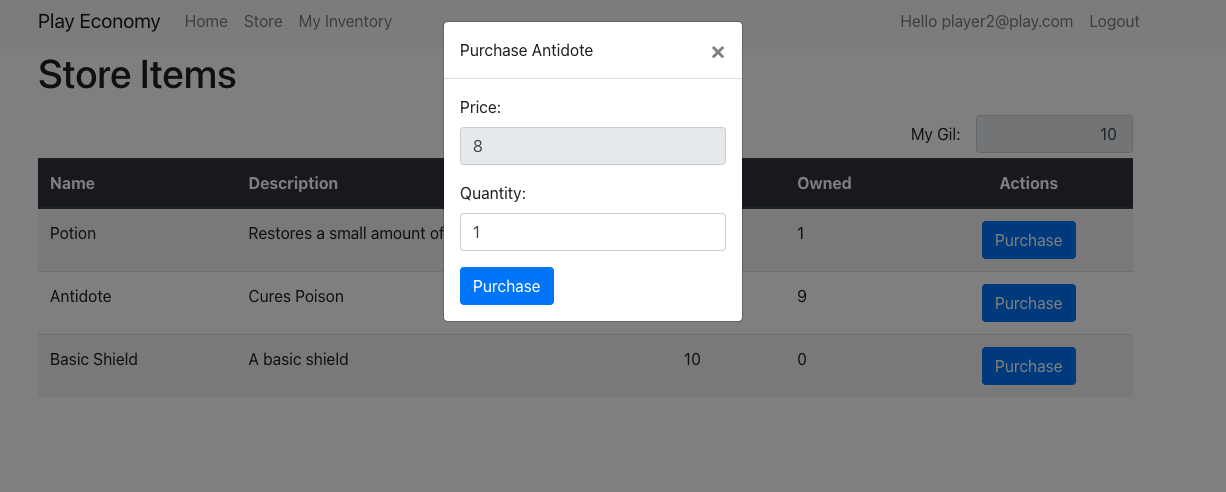 Play Economy Home Store My Inventory Hello player2@play.com Logout
Store Items
Purchase Antidote ×
Price:
8
Quantity:
1
Purchase
My Gil: 10
Name Description Owned Actions
Potion Restores a small amount of 1 Purchase
Antidote Cures Poison 9 Purchase
Basic Shield A basic shield 10 0 Purchase